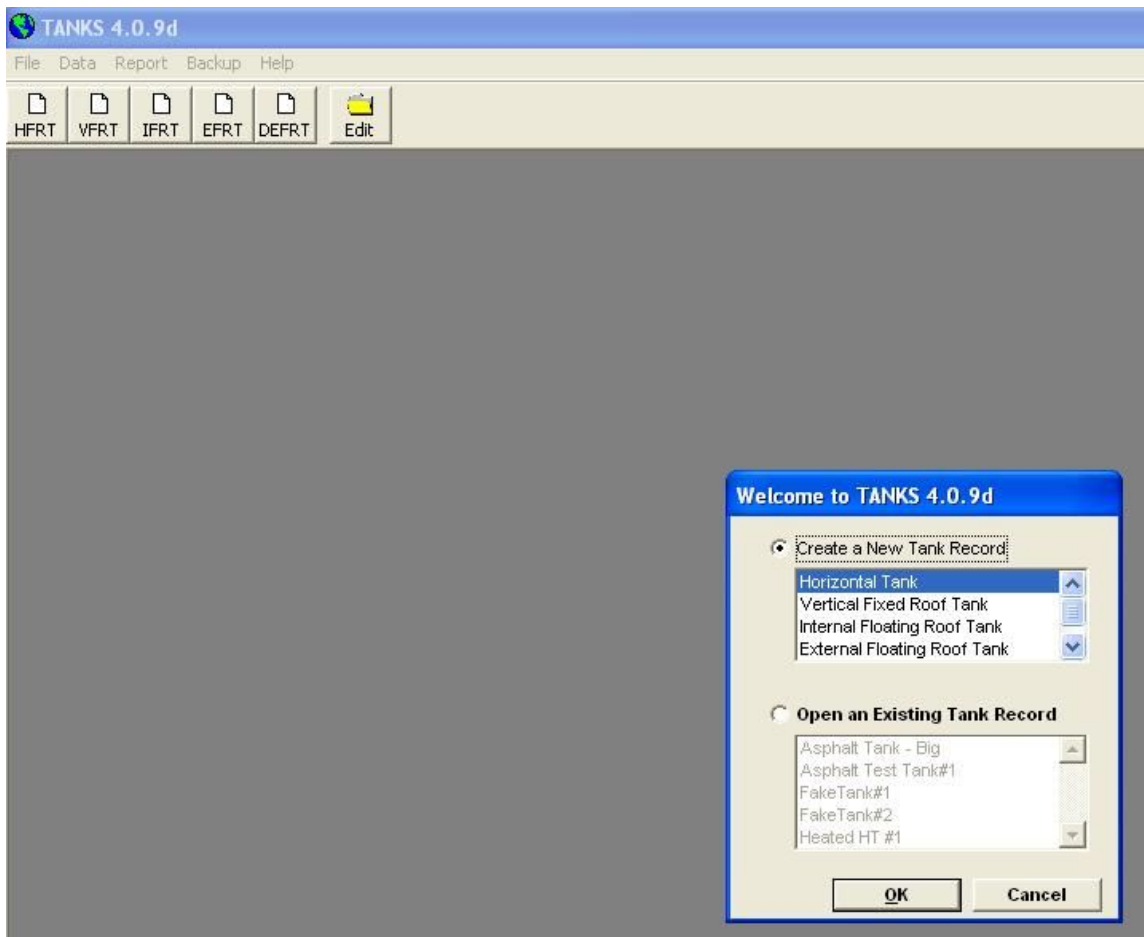 TANKS 4.0.9d
File Data Report Backup Help
HFRT VFRT IFRT EFRT DEFRT Edit
Welcome to TANKS 4.0.9d
Create a New Tank Record
Horizontal Tank
Vertical Fixed Roof Tank
Internal Floating Roof Tank
External Floating Roof Tank
Open an Existing Tank Record
Asphalt Tank - Big
Asphalt Test Tank#1
FakeTank#1
FakeTank#2
Heated HT #1
OK Cancel